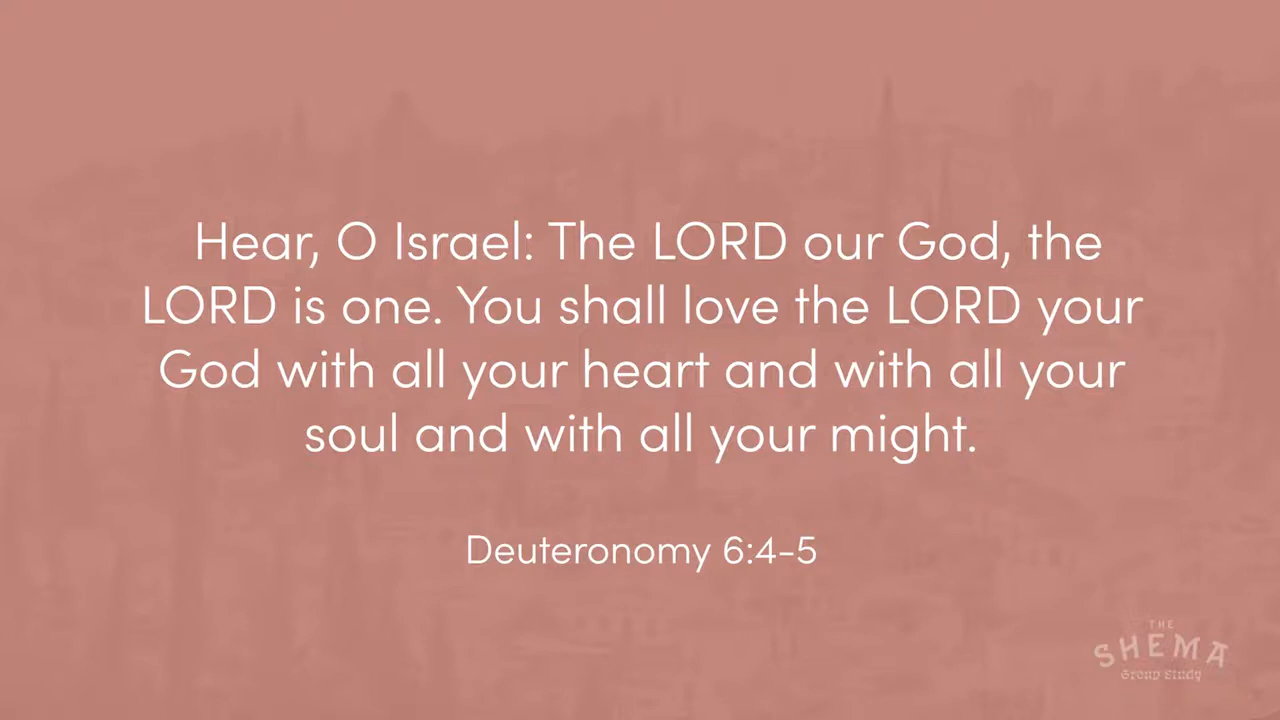 Hear, O Israel: The LORD our God, the
LORD is one. You shall love the LORD your
God with all your heart and with all your
soul and with all your might.
Deuteronomy 6:4-5
THE
SHEMA
Group Study